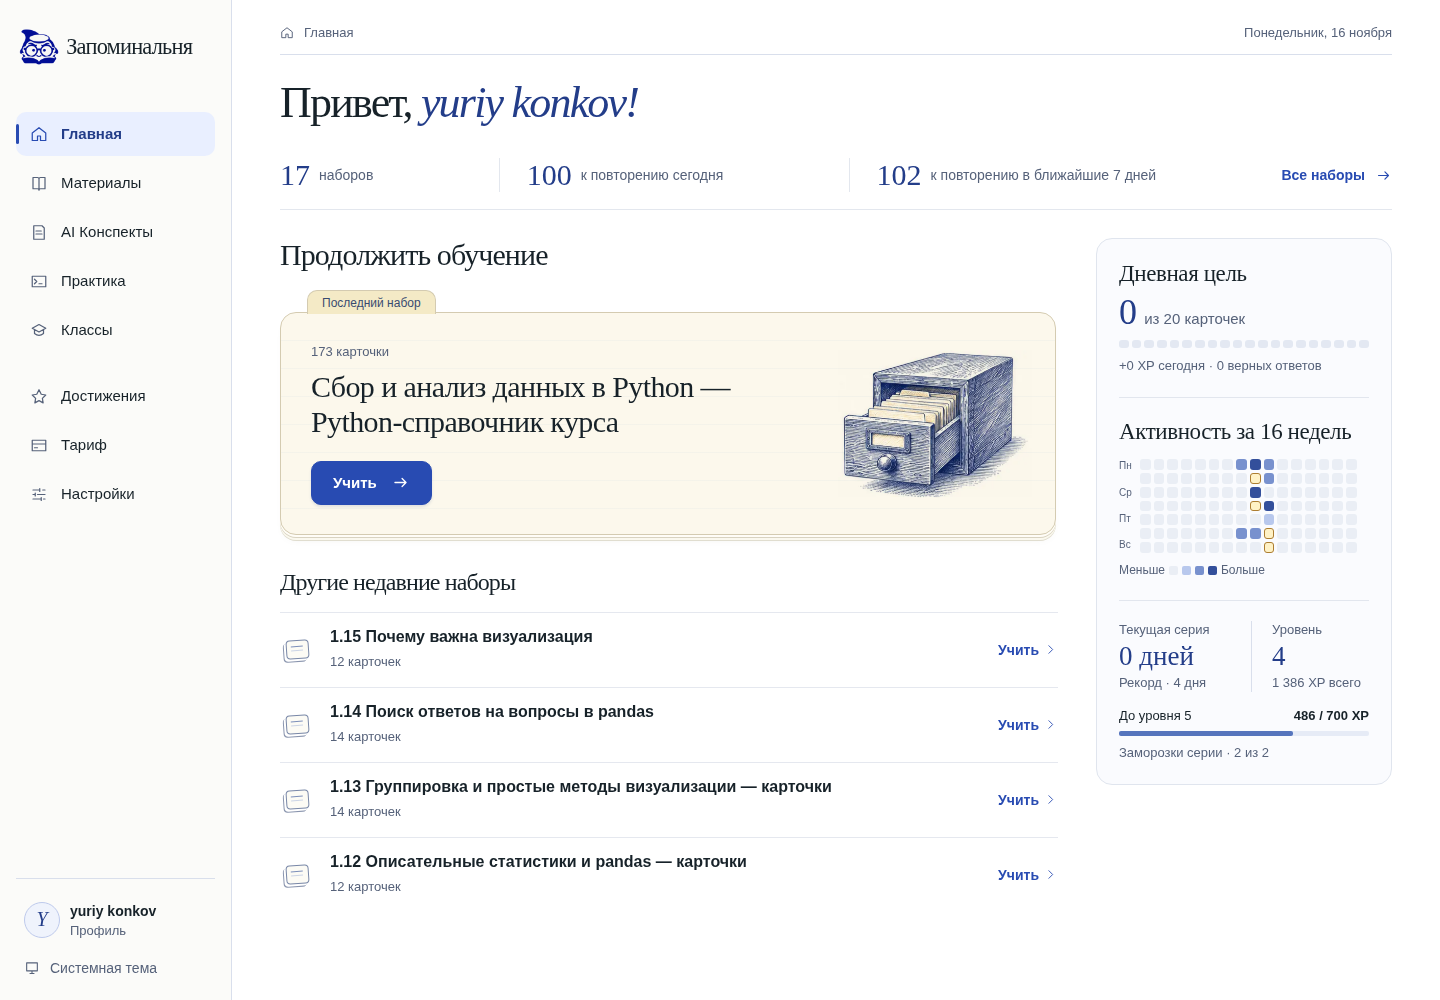 Запоминальня
Главная
Материалы
AI Конспекты
Практика
Классы
Достижения
Тариф
Настройки
Y
yuriy konkov
Профиль
Системная тема
Главная
Понедельник, 16 ноября
Привет, yuriy konkov!
17 наборов
100 к повторению сегодня
102 к повторению в ближайшие 7 дней
Все наборы
Продолжить обучение
Последний набор
173 карточки
Сбор и анализ данных в Python —
Python-справочник курса
Учить
Другие недавние наборы
1.15 Почему важна визуализация
12 карточек
Учить
1.14 Поиск ответов на вопросы в pandas
14 карточек
Учить
1.13 Группировка и простые методы визуализации — карточки
14 карточек
Учить
1.12 Описательные статистики и pandas — карточки
12 карточек
Учить
Дневная цель
0 из 20 карточек
+0 XP сегодня · 0 верных ответов
Активность за 16 недель
Пн
Ср
Пт
Вс
Меньше Больше
Текущая серия
0 дней
Рекорд · 4 дня
Уровень
4
1 386 XP всего
До уровня 5
486 / 700 XP
Заморозки серии · 2 из 2